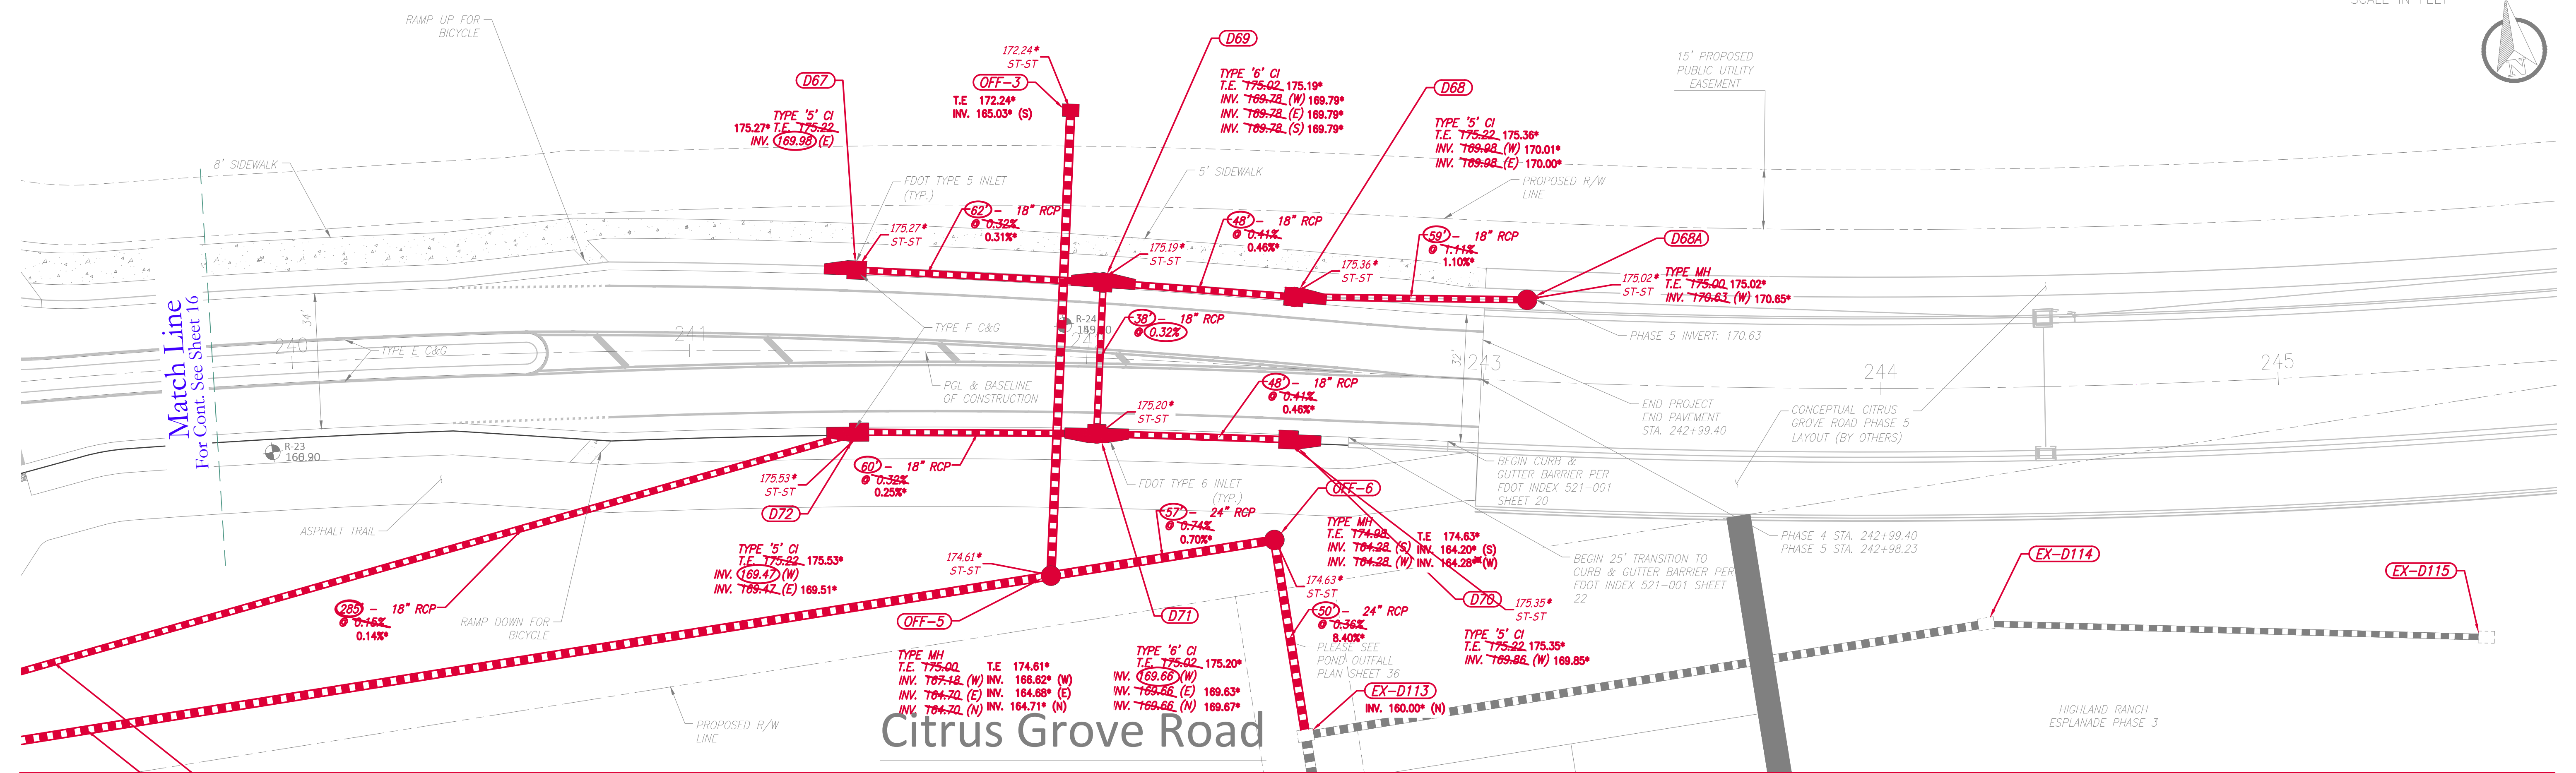 SCALE IN FEET
N
RAMP UP FOR
BICYCLE
8' SIDEWALK
D67
TYPE '5' CI
175.27* T.E. 175.22
INV. 169.98 (E)
172.24*
ST-ST
OFF-3
T.E 172.24*
INV. 165.03* (S)
D69
TYPE '6' CI
T.E. 175.02 175.19*
INV. 169.78 (W) 169.79*
INV. 169.78 (E) 169.79*
INV. 169.78 (S) 169.79*
D68
TYPE '5' CI
T.E. 175.22 175.36*
INV. 169.98 (W) 170.01*
INV. 169.98 (E) 170.00*
15' PROPOSED
PUBLIC UTILITY
EASEMENT
FDOT TYPE 5 INLET
(TYP.)
5' SIDEWALK
PROPOSED R/W
LINE
175.27*
ST-ST
62' - 18" RCP
@ 0.32%
0.31%*
175.19*
ST-ST
48' - 18" RCP
@ 0.41%
0.46%*
175.36*
ST-ST
59' - 18" RCP
@ 1.11%
1.10%*
D68A
175.02*
ST-ST
TYPE MH
T.E. 175.00 175.02*
INV. 170.63 (W) 170.65*
PHASE 5 INVERT: 170.63
Match Line
For Cont. See Sheet 16
34'
240
241
243
244
245
TYPE E C&G
TYPE F C&G
R-24
38' - 18" RCP
@ 0.32%
32'
PGL & BASELINE
OF CONSTRUCTION
48' - 18" RCP
@ 0.41%
0.46%*
175.20*
ST-ST
END PROJECT
END PAVEMENT
STA. 242+99.40
CONCEPTUAL CITRUS
GROVE ROAD PHASE 5
LAYOUT (BY OTHERS)
R-23
60' - 18" RCP
@ 0.32%
0.25%*
175.53*
ST-ST
D72
FDOT TYPE 6 INLET
(TYP.)
BEGIN CURB &
GUTTER BARRIER PER
FDOT INDEX 521-001
SHEET 20
OFF-6
57' - 24" RCP
@ 0.74%
0.70%*
TYPE MH
T.E. 174.98 T.E 174.63*
INV. 164.28 (S) INV. 164.20* (S)
INV. 164.28 (W) INV. 164.28* (W)
ASPHALT TRAIL
TYPE '5' CI
T.E. 175.22 175.53*
INV. 169.47 (W)
INV. 169.47 (E) 169.51*
174.61*
ST-ST
174.63*
ST-ST
BEGIN 25' TRANSITION TO
CURB & GUTTER BARRIER PER
FDOT INDEX 521-001 SHEET
22
PHASE 4 STA. 242+99.40
PHASE 5 STA. 242+98.23
EX-D114
EX-D115
285' - 18" RCP
@ 0.15%
0.14%*
RAMP DOWN FOR
BICYCLE
OFF-5
D71
D70
175.35*
ST-ST
50' - 24" RCP
@ 0.36%
8.40%*
PLEASE SEE
POND OUTFALL
PLAN SHEET 36
TYPE '5' CI
T.E. 175.22 175.35*
INV. 169.86 (W) 169.85*
TYPE MH
T.E. 175.00 T.E 174.61*
INV. 167.18 (W) INV. 166.62* (W)
INV. 164.70 (E) INV. 164.68* (E)
INV. 164.70 (N) INV. 164.71* (N)
TYPE '6' CI
T.E. 175.02 175.20*
INV. 169.66 (W)
INV. 169.66 (E) 169.63*
INV. 169.66 (N) 169.67*
EX-D113
INV. 160.00* (N)
PROPOSED R/W
LINE
Citrus Grove Road
HIGHLAND RANCH
ESPLANADE PHASE 3